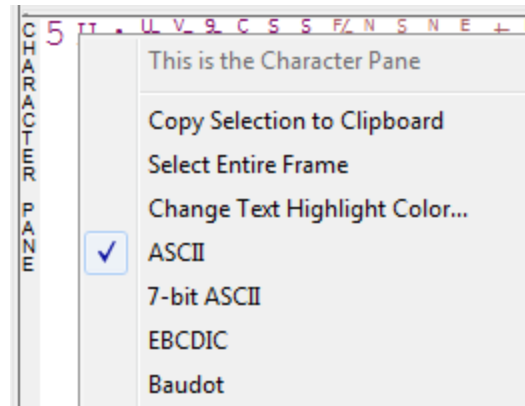 CHARACTER PANE
This is the Character Pane
Copy Selection to Clipboard
Select Entire Frame
Change Text Highlight Color...
ASCII
7-bit ASCII
EBCDIC
Baudot